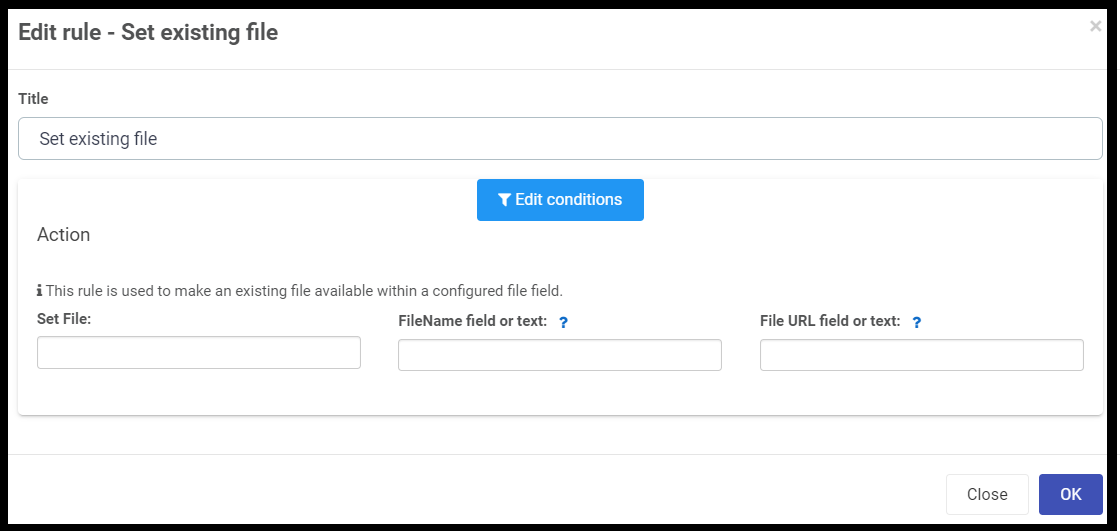 Edit rule - Set existing file
×
Title
Set existing file
Edit conditions
Action
This rule is used to make an existing file available within a configured file field.
Set File:
FileName field or text: ?
File URL field or text: ?
Close
OK